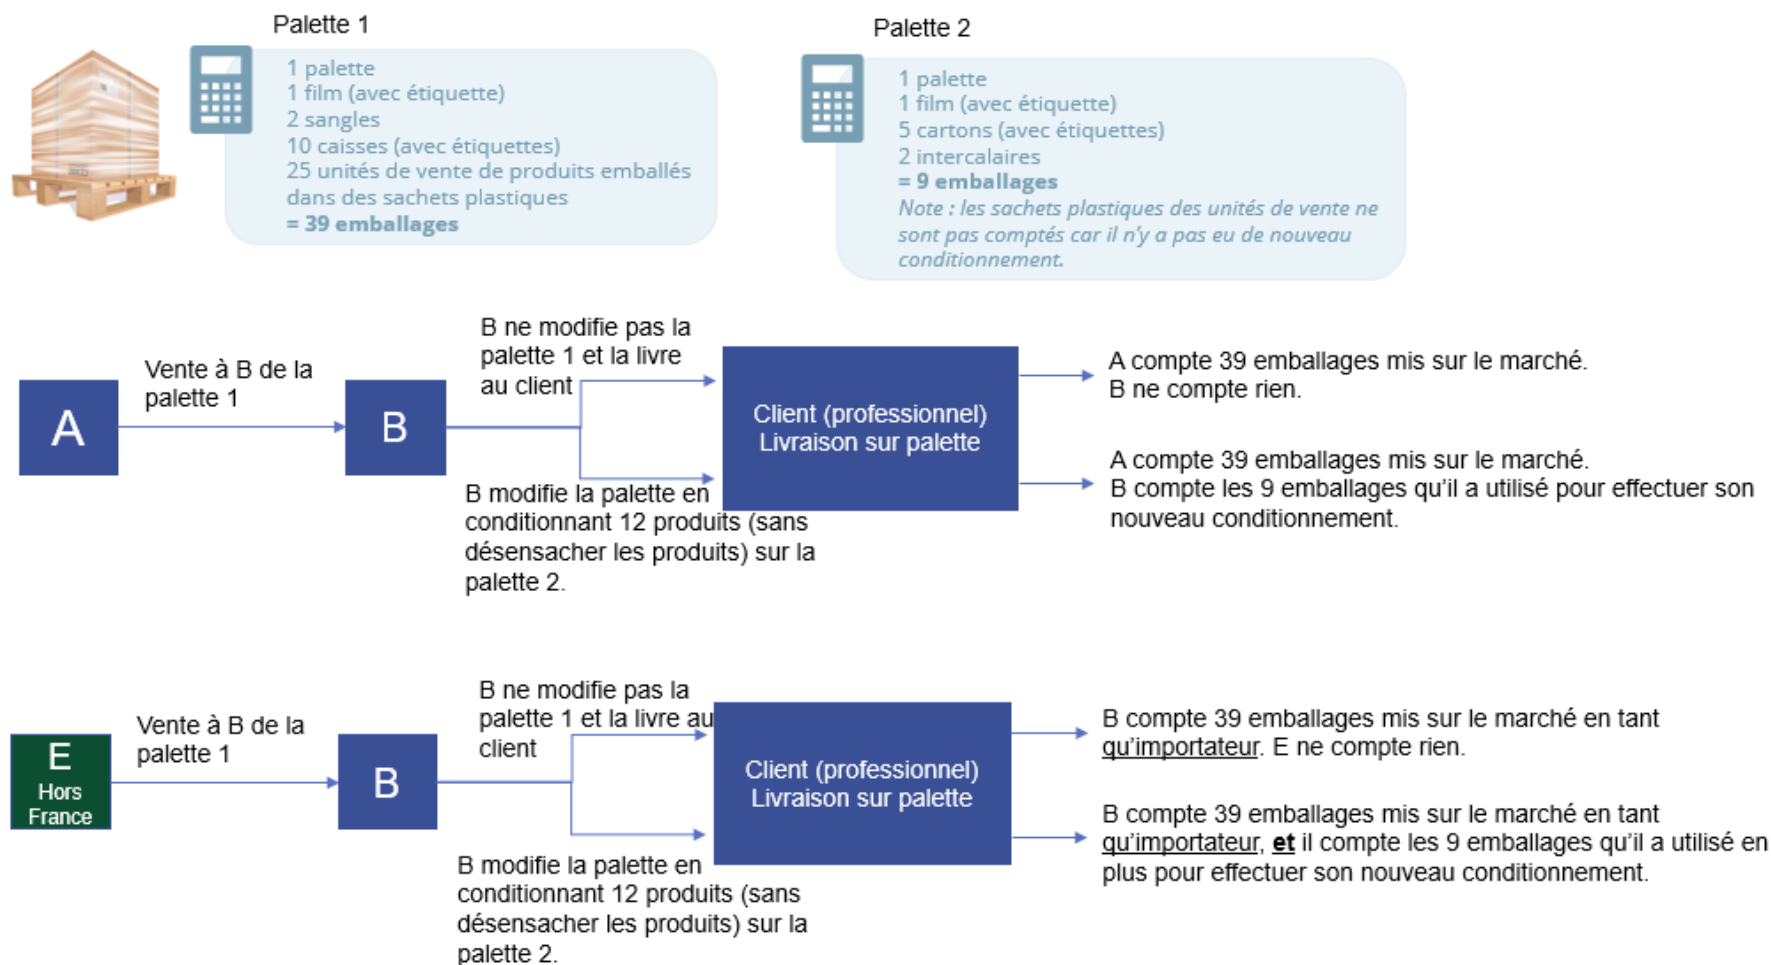 Palette 1
1 palette
1 film (avec étiquette)
2 sangles
10 caisses (avec étiquettes)
25 unités de vente de produits emballés
dans des sachets plastiques
= 39 emballages
Palette 2
1 palette
1 film (avec étiquette)
5 cartons (avec étiquettes)
2 intercalaires
= 9 emballages
Note : les sachets plastiques des unités de vente ne
sont pas comptés car il n'y a pas eu de nouveau
conditionnement.
A
Vente à B de la
palette 1
B
B ne modifie pas la
palette 1 et la livre
au client
B modifie la palette en
conditionnant 12 produits (sans
désensacher les produits) sur la
palette 2.
Client (professionnel)
Livraison sur palette
A compte 39 emballages mis sur le marché.
B ne compte rien.
A compte 39 emballages mis sur le marché.
B compte les 9 emballages qu'il a utilisé pour effectuer son
nouveau conditionnement.
E
Hors
France
Vente à B de la
palette 1
B
B ne modifie pas la
palette 1 et la livre au
client
B modifie la palette en
conditionnant 12 produits (sans
désensacher les produits) sur la
palette 2.
Client (professionnel)
Livraison sur palette
B compte 39 emballages mis sur le marché en tant
qu'importateur. E ne compte rien.
B compte 39 emballages mis sur le marché en tant
qu'importateur, et il compte les 9 emballages qu'il a utilisé en
plus pour effectuer son nouveau conditionnement.